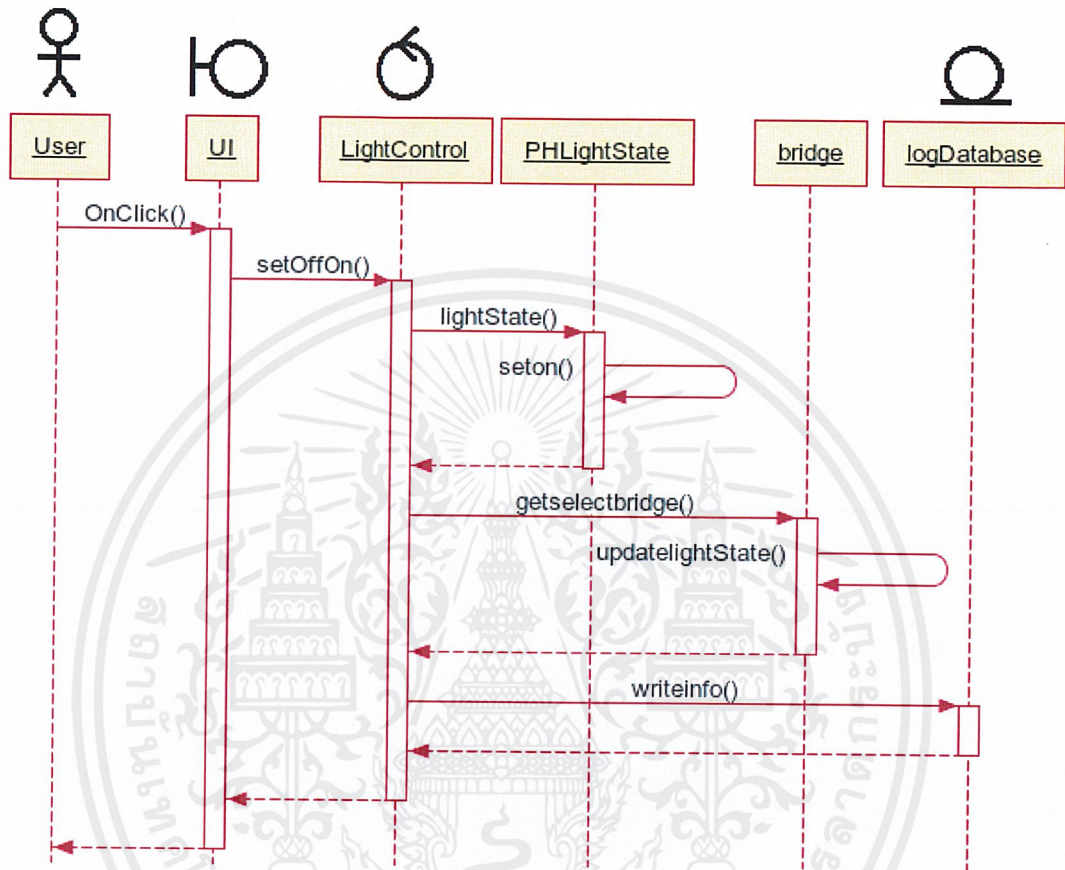 User
UI
LightControl
PHLightState
bridge
logDatabase
OnClick()
setOffOn()
lightState()
seton()
getselectbridge()
updatelightState()
writeinfo()